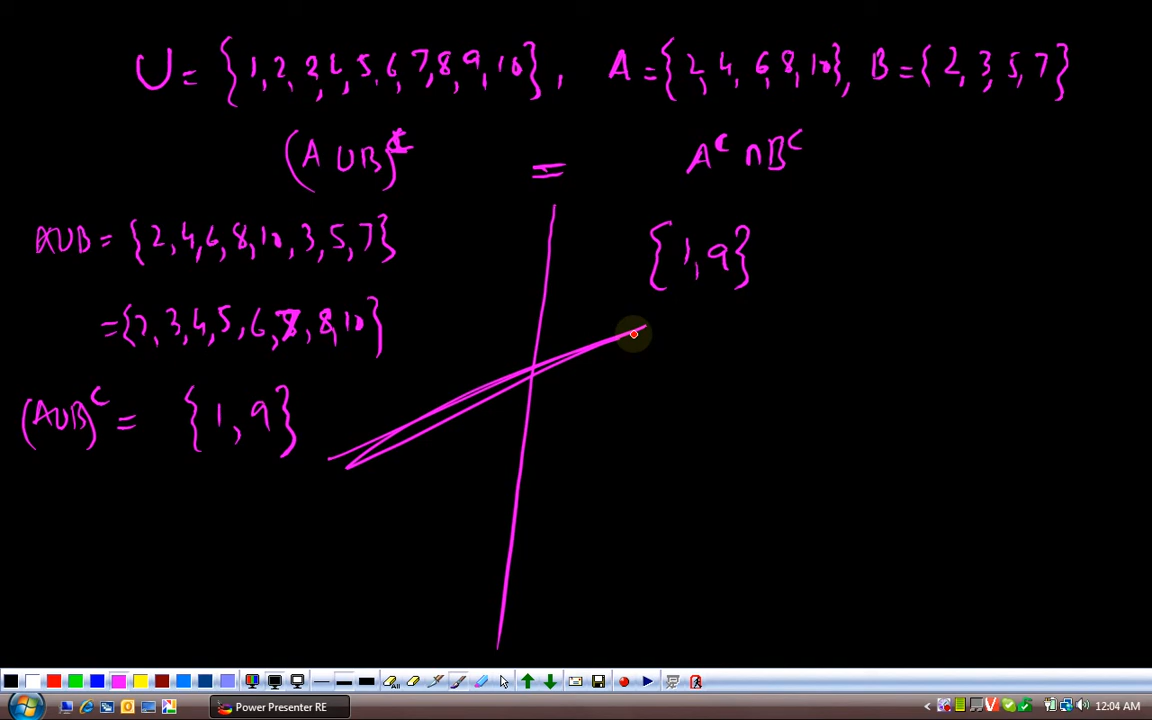 U = {1,2,3,4,5,6,7,8,9,10}, A = {2,4,6,8,10}, B = {2,3,5,7}
(A∪B)ᶜ = Aᶜ∩Bᶜ
A∪B = {2,4,6,8,10,3,5,7}
{1,9}
={2,3,4,5,6,7,8,10}
(A∪B)ᶜ = {1,9}
Power Presenter RE
12:04 AM